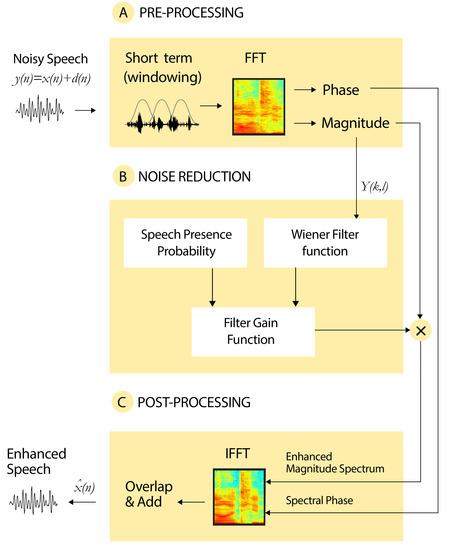 A PRE-PROCESSING
Noisy Speech
y(n)=x(n)+d(n)
Short term
(windowing)
FFT
Phase
Magnitude
B NOISE REDUCTION
Y(k,l)
Speech Presence
Probability
Wiener Filter
function
Filter Gain
Function
×
C POST-PROCESSING
Enhanced
Speech
x̂(n)
Overlap
& Add
IFFT
Enhanced
Magnitude Spectrum
Spectral Phase